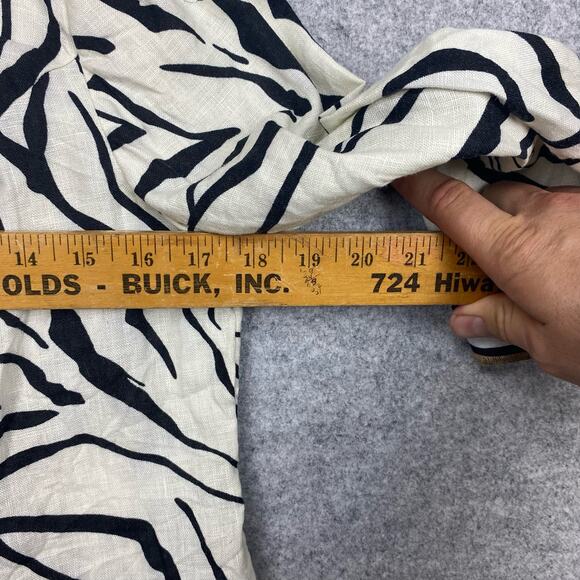 14 15 16 17 18 19 20 21
OLDS - BUICK, INC. 724 Hiwa